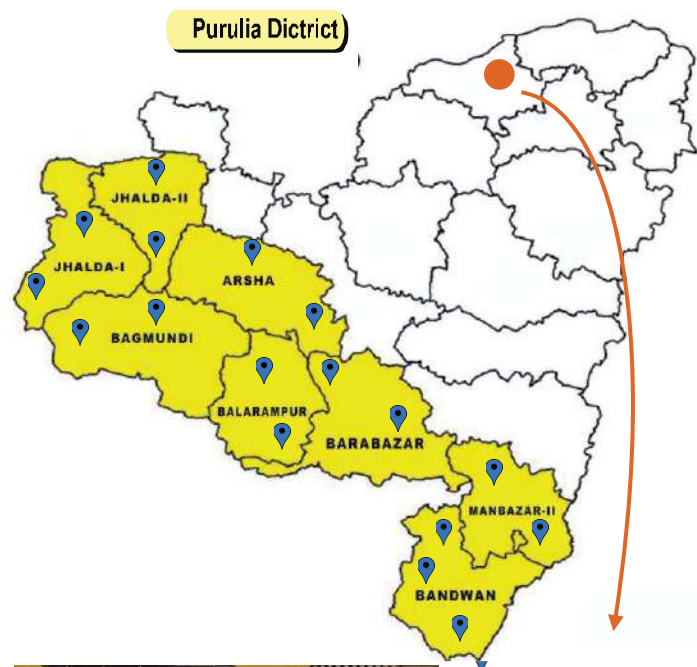 Purulia Dictrict
JHALDA-II
JHALDA-I
ARSHA
BAGMUNDI
BALARAMPUR
BARABAZAR
MANBAZAR-II
BANDWAN